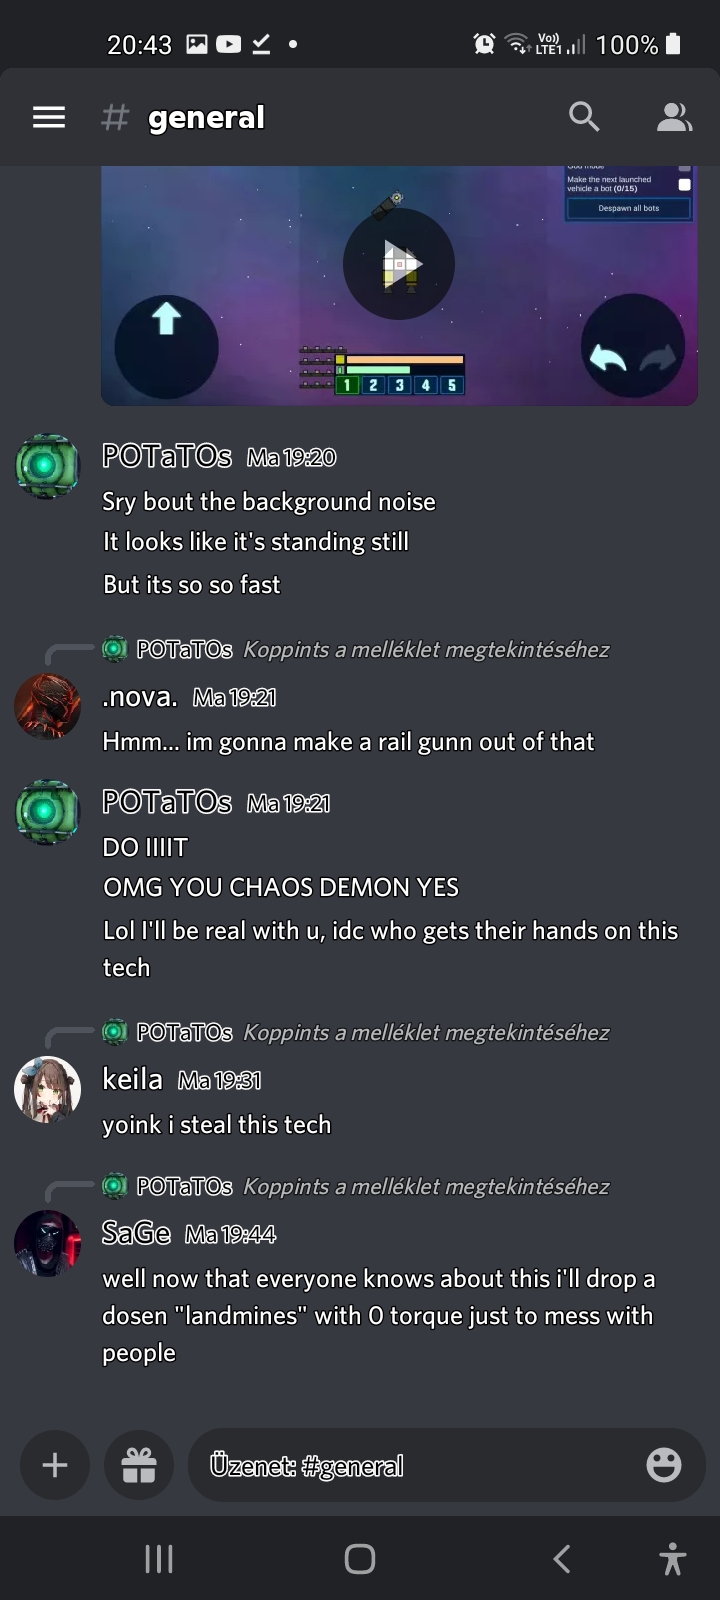 20:43
Vo))
LTE1
100%
# general
God mode
Make the next launched
vehicle a bot (0/15)
Despawn all bots
1 2 3 4 5
POTaTOs Ma 19:20
Sry bout the background noise
It looks like it's standing still
But its so so fast
POTaTOs Koppints a melléklet megtekintéséhez
.nova. Ma 19:21
Hmm... im gonna make a rail gunn out of that
POTaTOs Ma 19:21
DO IIIIT
OMG YOU CHAOS DEMON YES
Lol I'll be real with u, idc who gets their hands on this
tech
POTaTOs Koppints a melléklet megtekintéséhez
keila Ma 19:31
yoink i steal this tech
POTaTOs Koppints a melléklet megtekintéséhez
SaGe Ma 19:44
well now that everyone knows about this i'll drop a
dosen "landmines" with 0 torque just to mess with
people
Üzenet: #general